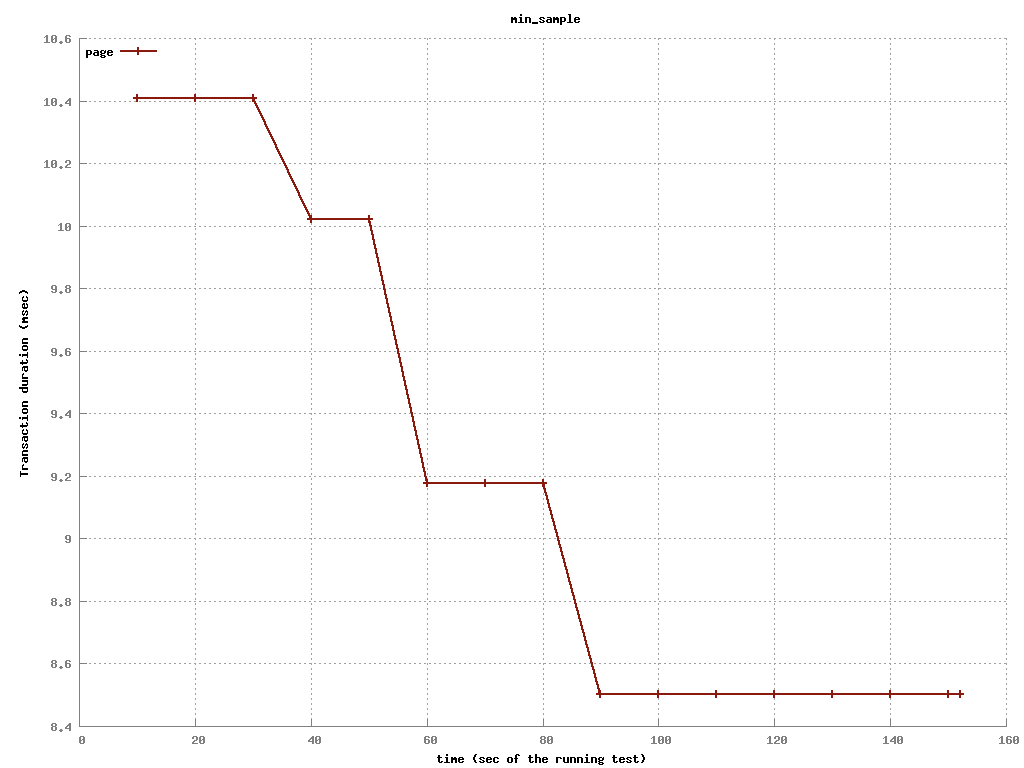 min_sample
page
10.6
10.4
10.2
10
9.8
9.6
9.4
9.2
9
8.8
8.6
8.4
Transaction duration (msec)
0 20 40 60 80 100 120 140 160
time (sec of the running test)